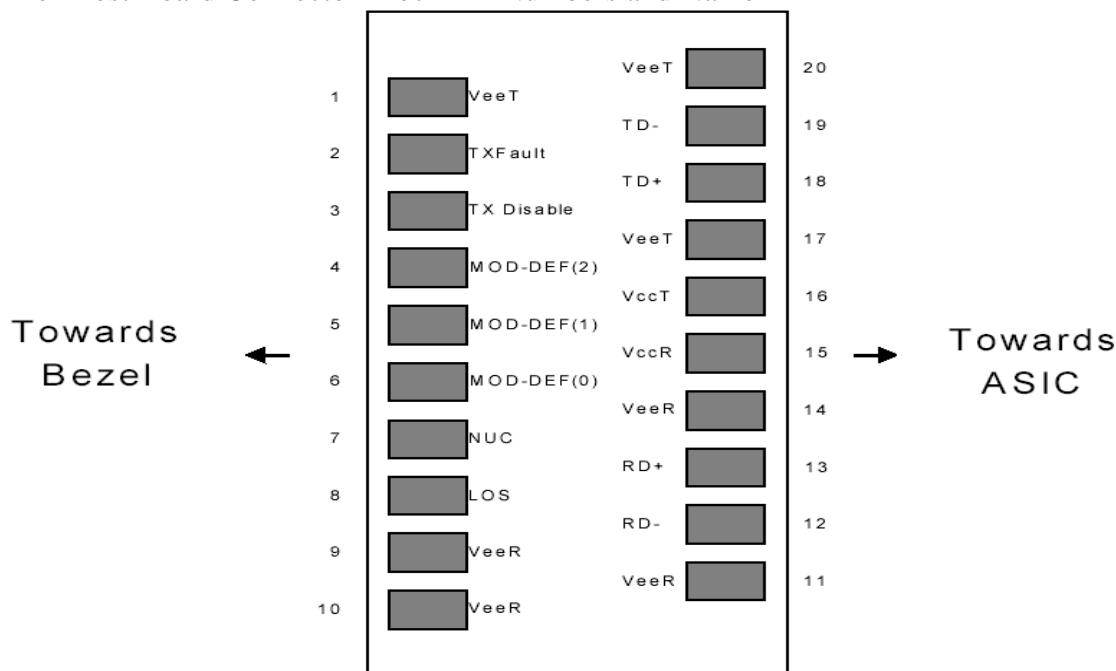 1 VeeT
2 TXFault
3 TX Disable
4 MOD-DEF(2)
5 MOD-DEF(1)
6 MOD-DEF(0)
7 NUC
8 LOS
9 VeeR
10 VeeR
VeeT 20
TD- 19
TD+ 18
VeeT 17
VccT 16
VccR 15
VeeR 14
RD+ 13
RD- 12
VeeR 11
Towards
Bezel
Towards
ASIC